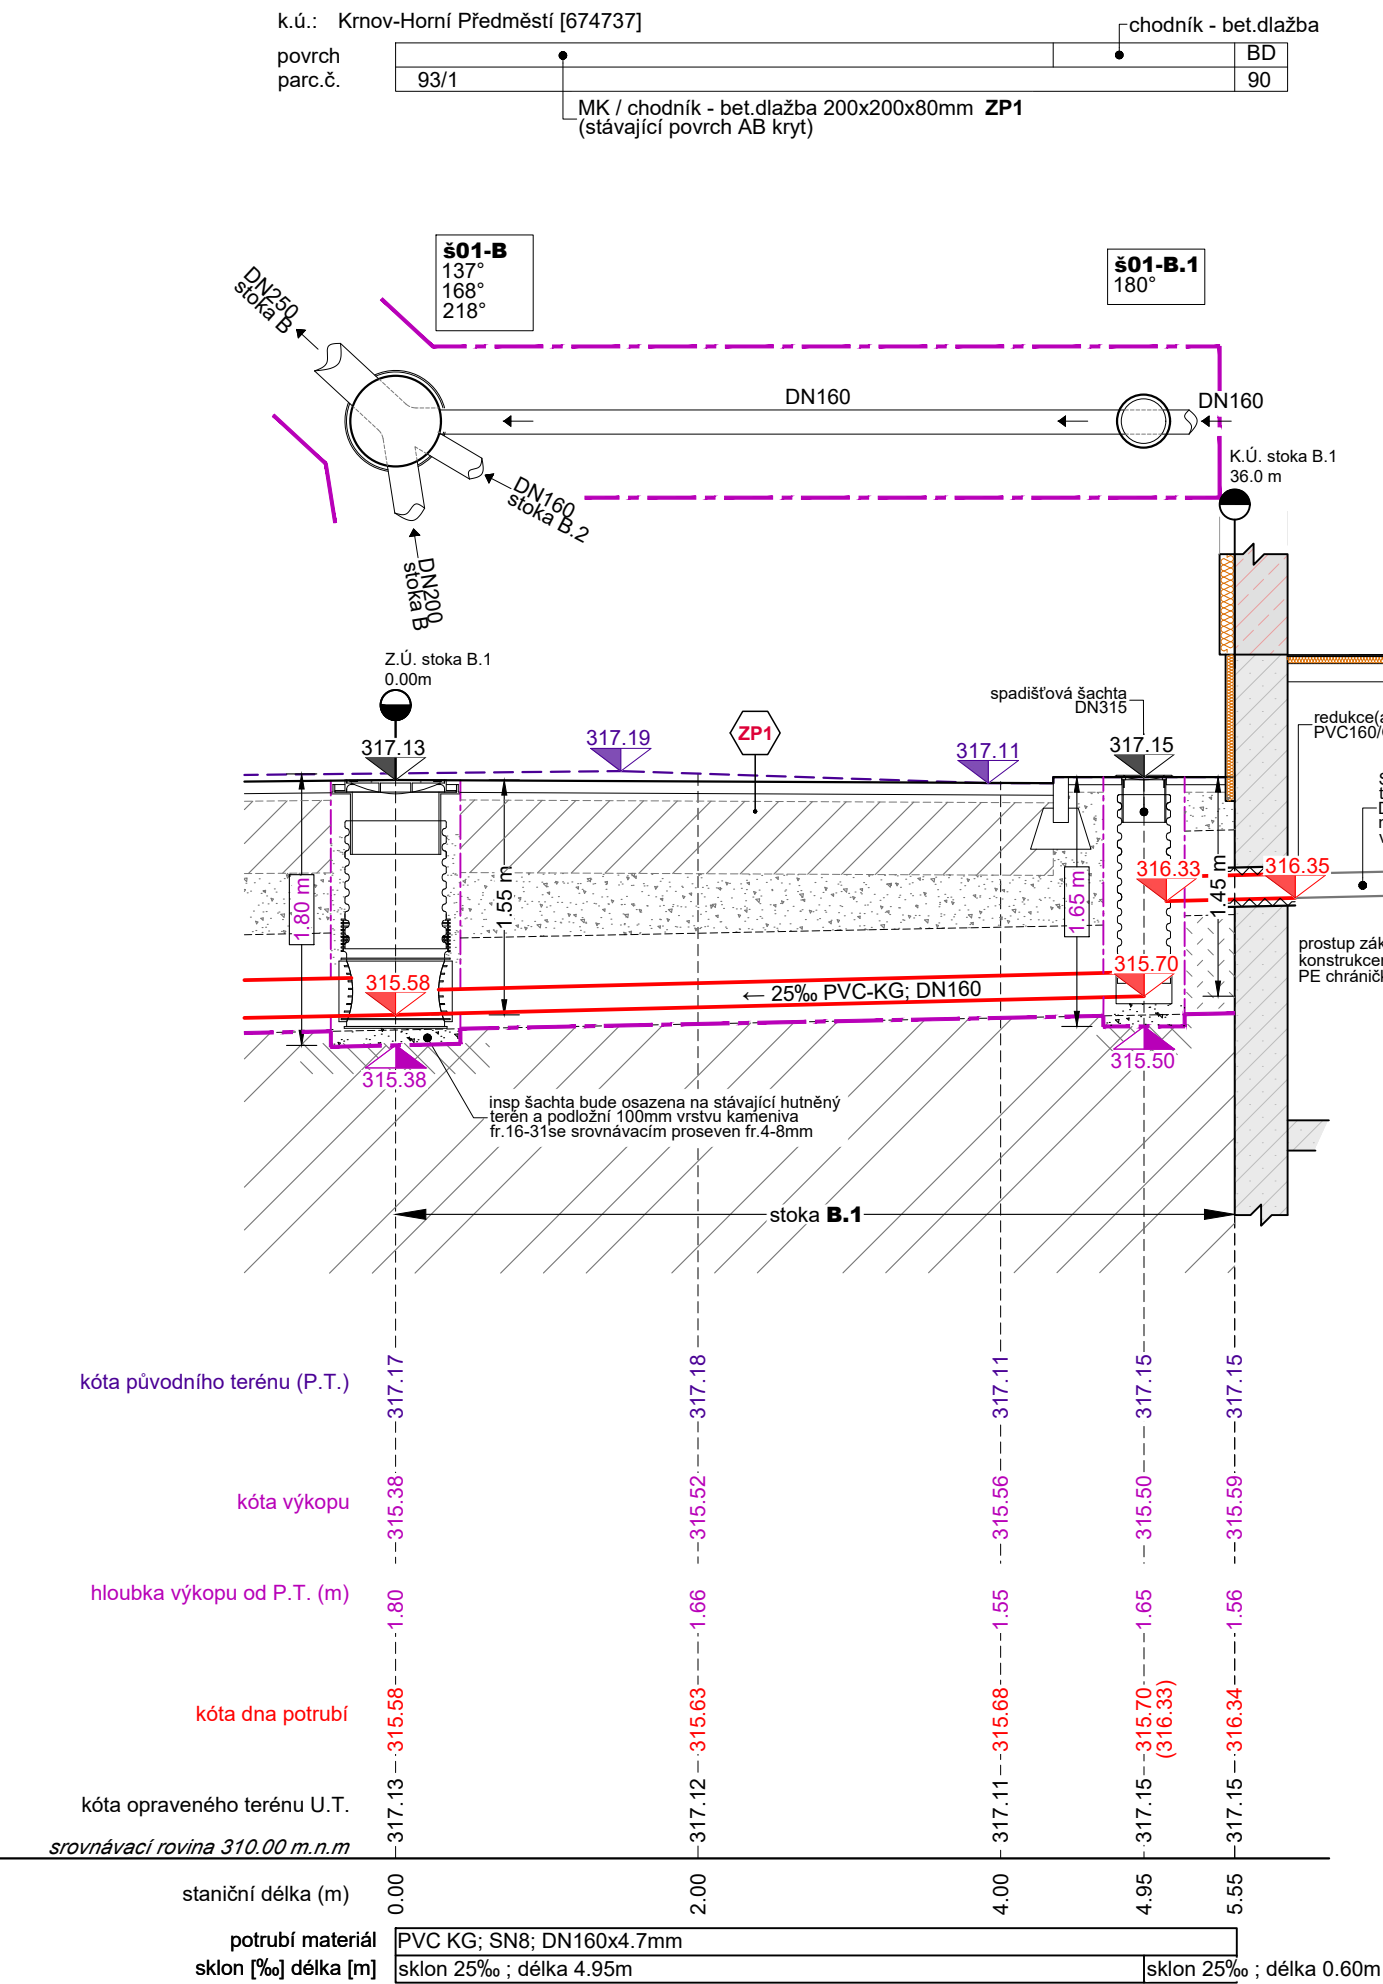 k.ú.: Krnov-Horní Předměstí [674737]
chodník - bet.dlažba
povrch BD
parc.č. 93/1 90
MK / chodník - bet.dlažba 200x200x80mm ZP1
(stávající povrch AB kryt)
š01-B
137°
168°
218°
š01-B.1
180°
DN250
stoka B
DN160
DN160
K.Ú. stoka B.1
36.0 m
DN160
stoka B.2
DN200
stoka B
Z.Ú. stoka B.1
0.00m
spadišťová šachta
DN315
redukce(
PVC160/
317.13
317.19
ZP1
317.11
317.15
1.80 m
1.55 m
1.65 m
1.45 m
316.33
316.35
prostup zák
konstrukcer
PE chráničk
315.58
315.70
← 25‰ PVC-KG; DN160
315.38
315.50
insp šachta bude osazena na stávající hutněný
terén a podložní 100mm vrstvu kameniva
fr.16-31se srovnávacím proseven fr.4-8mm
stoka B.1
kóta původního terénu (P.T.) 317.17 317.18 317.11 317.15 317.15
kóta výkopu 315.38 315.52 315.56 315.50 315.59
hloubka výkopu od P.T. (m) 1.80 1.66 1.55 1.65 1.56
kóta dna potrubí 315.58 315.63 315.68 315.70 (316.33) 316.34
kóta opraveného terénu U.T. 317.13 317.12 317.11 317.15 317.15
srovnávací rovina 310.00 m.n.m
staniční délka (m) 0.00 2.00 4.00 4.95 5.55
potrubí materiál PVC KG; SN8; DN160x4.7mm
sklon [‰] délka [m] sklon 25‰ ; délka 4.95m sklon 25‰ ; délka 0.60m